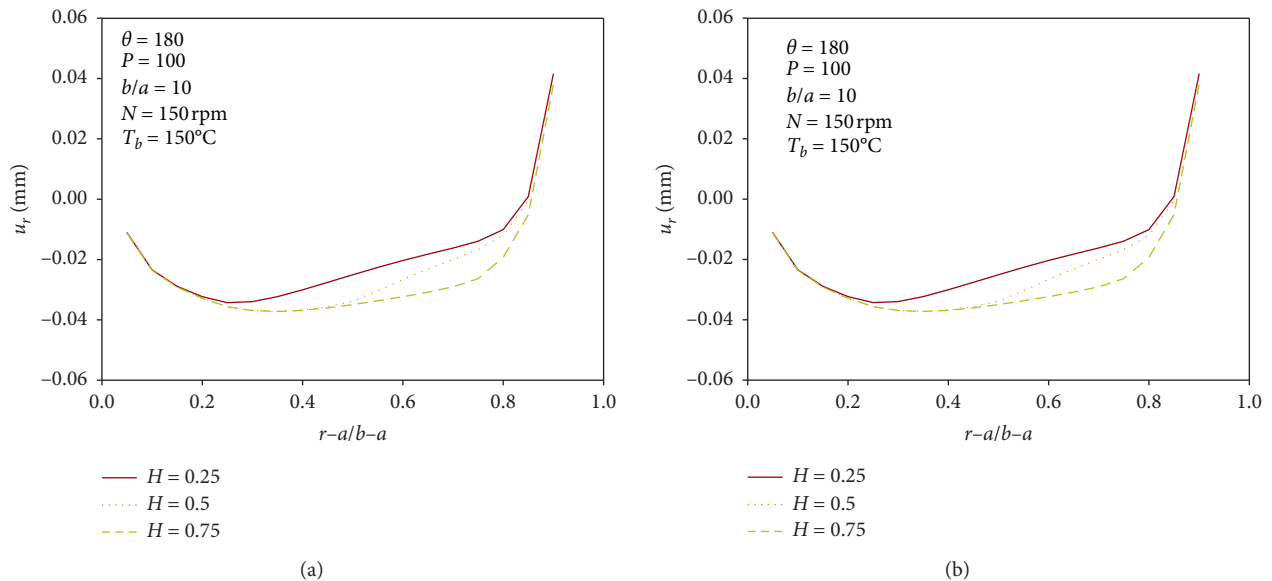 0.06
0.04
0.02
0.00
–0.02
–0.04
–0.06
u_r (mm)
θ = 180
P = 100
b/a = 10
N = 150 rpm
T_b = 150°C
0.0 0.2 0.4 0.6 0.8 1.0
r–a/b–a
H = 0.25
H = 0.5
H = 0.75
(a)
0.06
0.04
0.02
0.00
–0.02
–0.04
–0.06
u_r (mm)
θ = 180
P = 100
b/a = 10
N = 150 rpm
T_b = 150°C
0.0 0.2 0.4 0.6 0.8 1.0
r–a/b–a
H = 0.25
H = 0.5
H = 0.75
(b)